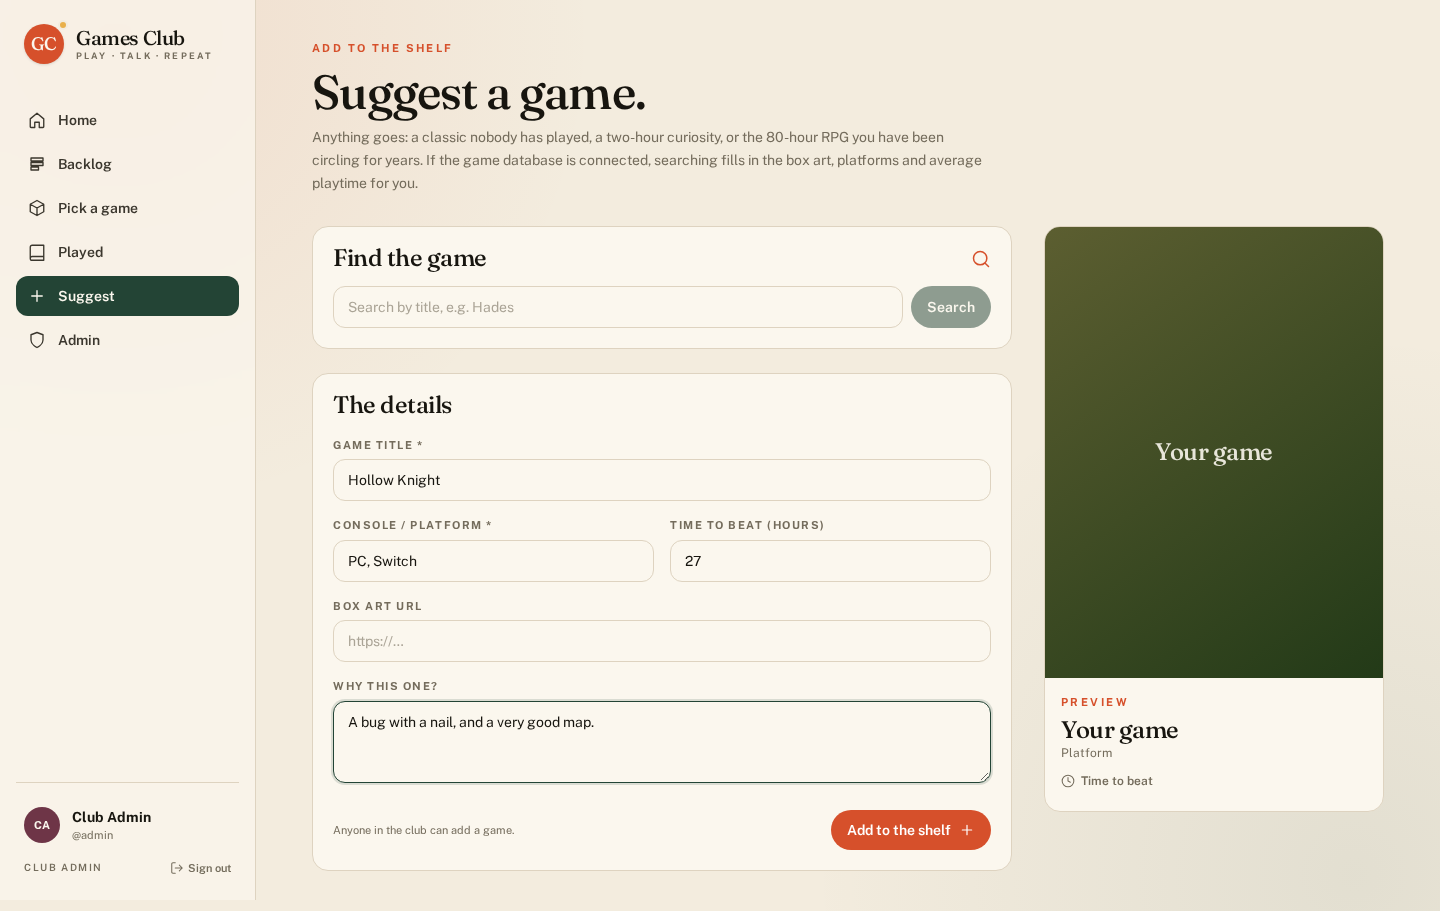 GC
Games Club
PLAY · TALK · REPEAT
Home
Backlog
Pick a game
Played
Suggest
Admin
CA
Club Admin
@admin
CLUB ADMIN
Sign out
ADD TO THE SHELF
Suggest a game.
Anything goes: a classic nobody has played, a two-hour curiosity, or the 80-hour RPG you have been
circling for years. If the game database is connected, searching fills in the box art, platforms and average
playtime for you.
Find the game
Search by title, e.g. Hades
Search
The details
GAME TITLE *
Hollow Knight
CONSOLE / PLATFORM *
TIME TO BEAT (HOURS)
PC, Switch
27
BOX ART URL
https://...
WHY THIS ONE?
A bug with a nail, and a very good map.
Anyone in the club can add a game.
Add to the shelf
Your game
PREVIEW
Your game
Platform
Time to beat